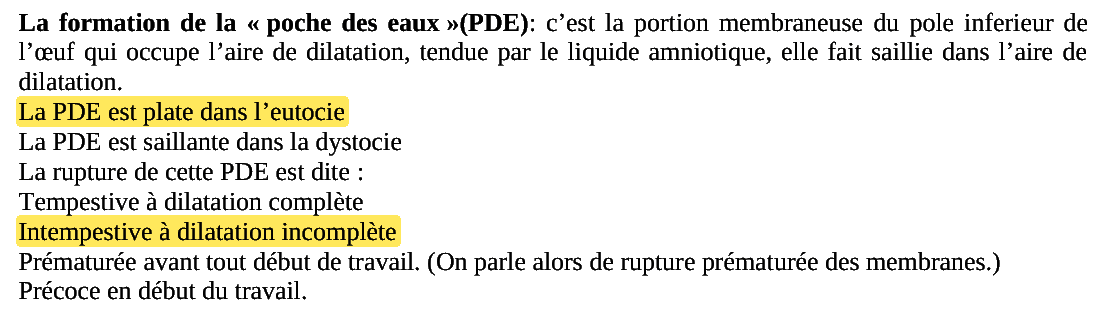 La formation de la « poche des eaux »(PDE): c’est la portion membraneuse du pole inferieur de
l’œuf qui occupe l’aire de dilatation, tendue par le liquide amniotique, elle fait saillie dans l’aire de
dilatation.
La PDE est plate dans l’eutocie
La PDE est saillante dans la dystocie
La rupture de cette PDE est dite :
Tempestive à dilatation complète
Intempestive à dilatation incomplète
Prématurée avant tout début de travail. (On parle alors de rupture prématurée des membranes.)
Précoce en début du travail.